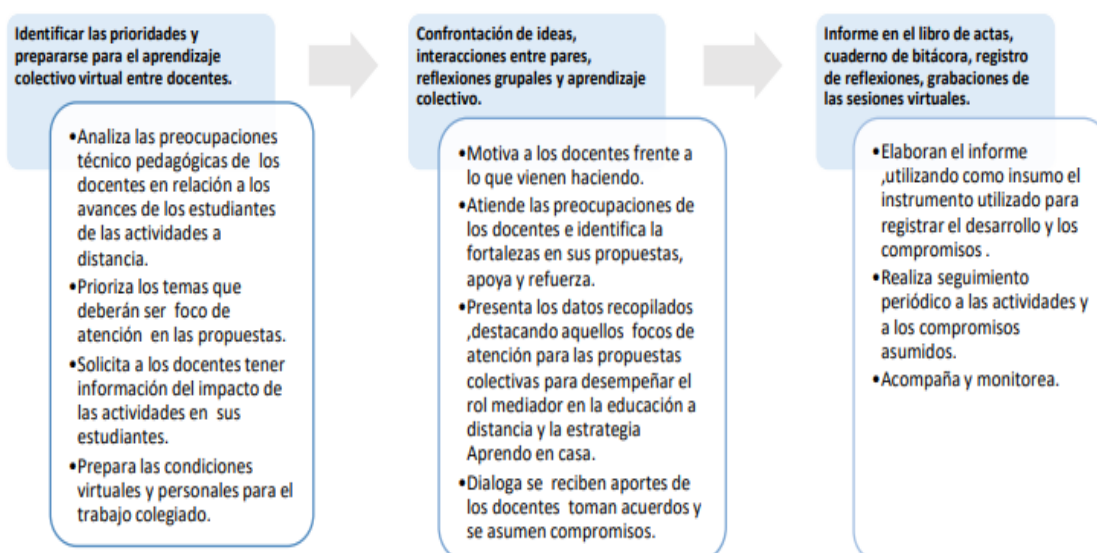 Identificar las prioridades y
prepararse para el aprendizaje
colectivo virtual entre docentes.
•Analiza las preocupaciones
técnico pedagógicas de los
docentes en relación a los
avances de los estudiantes
de las actividades a
distancia.
•Prioriza los temas que
deberán ser foco de
atención en las propuestas.
•Solicita a los docentes tener
información del impacto de
las actividades en sus
estudiantes.
•Prepara las condiciones
virtuales y personales para el
trabajo colegiado.
Confrontación de ideas,
interacciones entre pares,
reflexiones grupales y aprendizaje
colectivo.
•Motiva a los docentes frente a
lo que vienen haciendo.
•Atiende las preocupaciones de
los docentes e identifica la
fortalezas en sus propuestas,
apoya y refuerza.
•Presenta los datos recopilados
,destacando aquellos focos de
atención para las propuestas
colectivas para desempeñar el
rol mediador en la educación a
distancia y la estrategia
Aprendo en casa.
•Dialoga se reciben aportes de
los docentes toman acuerdos y
se asumen compromisos.
Informe en el libro de actas,
cuaderno de bitácora, registro
de reflexiones, grabaciones de
las sesiones virtuales.
•Elaboran el informe
,utilizando como insumo el
instrumento utilizado para
registrar el desarrollo y los
compromisos .
•Realiza seguimiento
periódico a las actividades y
a los compromisos
asumidos.
•Acompaña y monitorea.